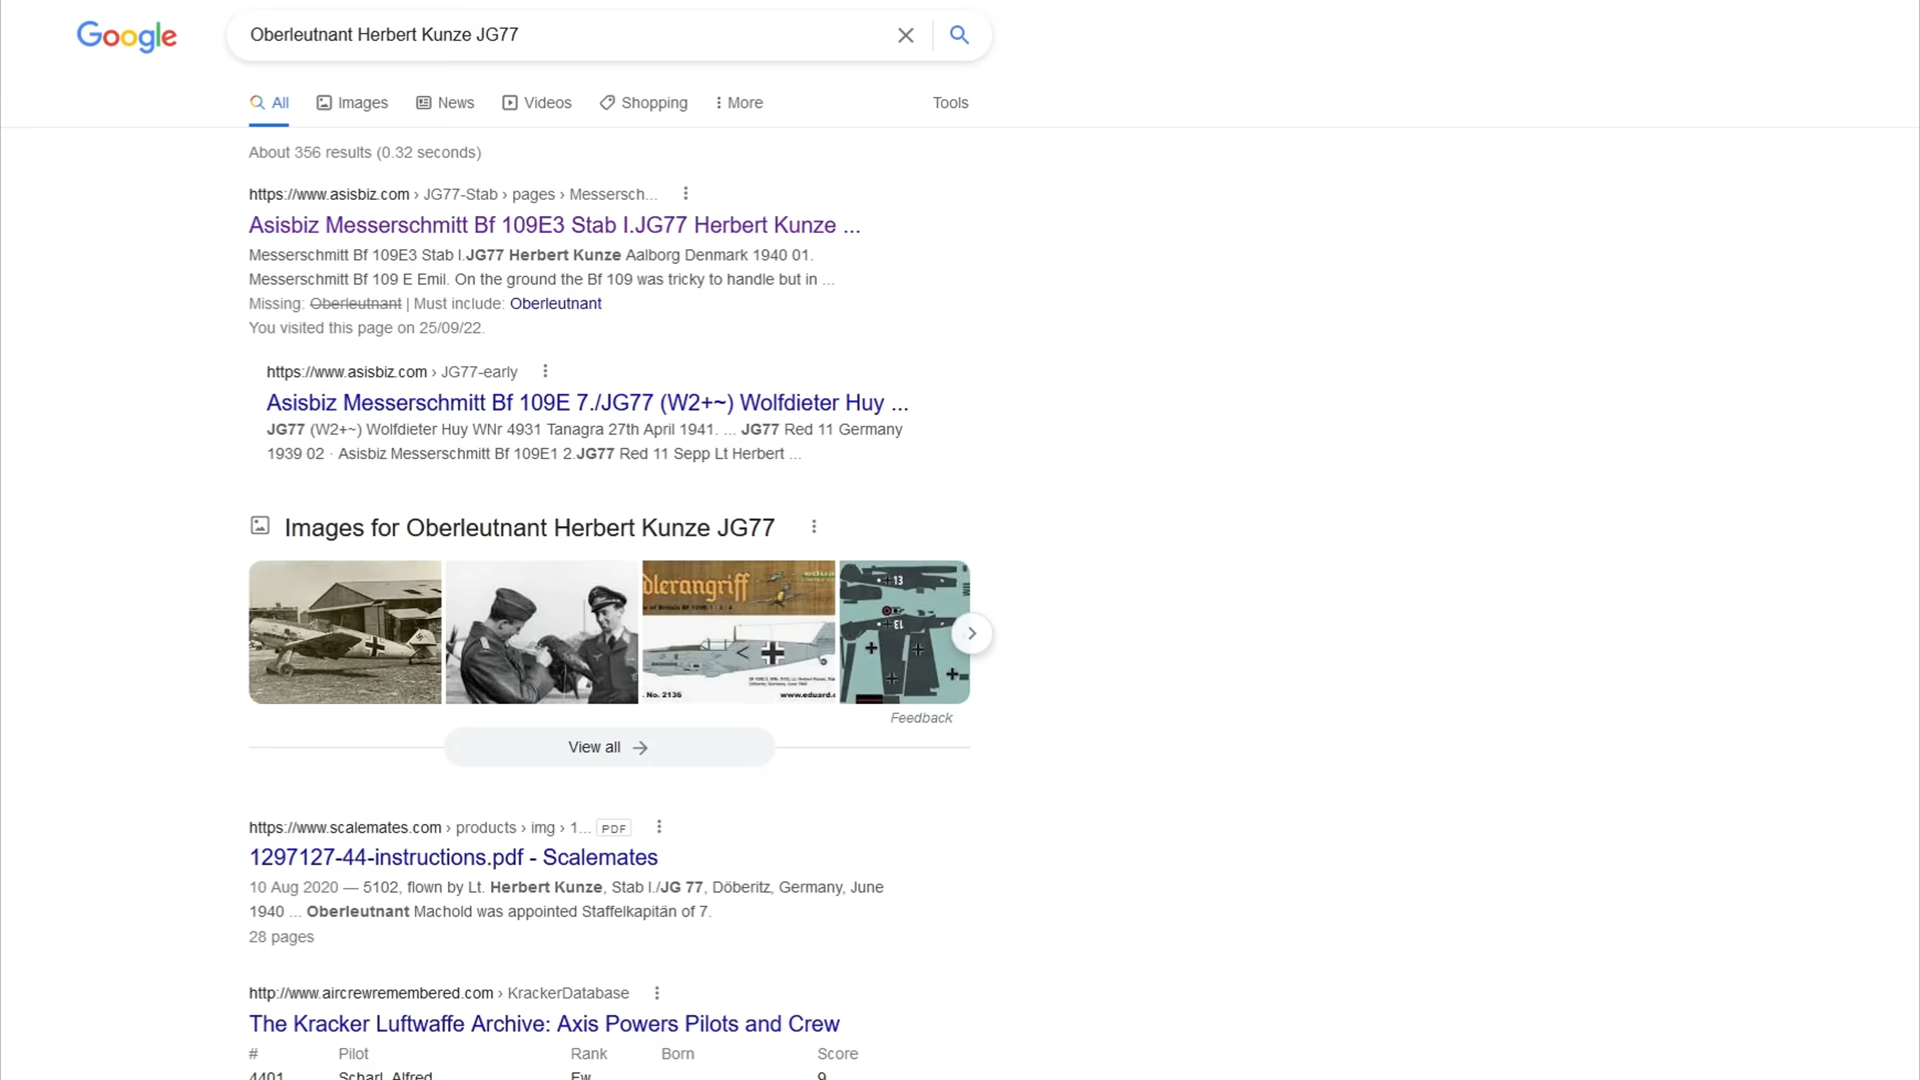 Google
Oberleutnant Herbert Kunze JG77
All Images News Videos Shopping More Tools
About 356 results (0.32 seconds)
https://www.asisbiz.com › JG77-Stab › pages › Messersch...
Asisbiz Messerschmitt Bf 109E3 Stab I.JG77 Herbert Kunze ...
Messerschmitt Bf 109E3 Stab I.JG77 Herbert Kunze Aalborg Denmark 1940 01.
Messerschmitt Bf 109 E Emil. On the ground the Bf 109 was tricky to handle but in ...
Missing: Oberleutnant | Must include: Oberleutnant
You visited this page on 25/09/22.
https://www.asisbiz.com › JG77-early
Asisbiz Messerschmitt Bf 109E 7./JG77 (W2+~) Wolfdieter Huy ...
JG77 (W2+~) Wolfdieter Huy WNr 4931 Tanagra 27th April 1941. ... JG77 Red 11 Germany
1939 02 · Asisbiz Messerschmitt Bf 109E1 2.JG77 Red 11 Sepp Lt Herbert ...
Images for Oberleutnant Herbert Kunze JG77
dlerangriff
13
13
. No. 2136 www.eduard.
Feedback
View all
https://www.scalemates.com › products › img › 1... PDF
1297127-44-instructions.pdf - Scalemates
10 Aug 2020 — 5102, flown by Lt. Herbert Kunze, Stab I./JG 77, Döberitz, Germany, June
1940 ... Oberleutnant Machold was appointed Staffelkapitän of 7.
28 pages
http://www.aircrewremembered.com › KrackerDatabase
The Kracker Luftwaffe Archive: Axis Powers Pilots and Crew
# Pilot Rank Born Score
4401 Scharl, Alfred Fw 9